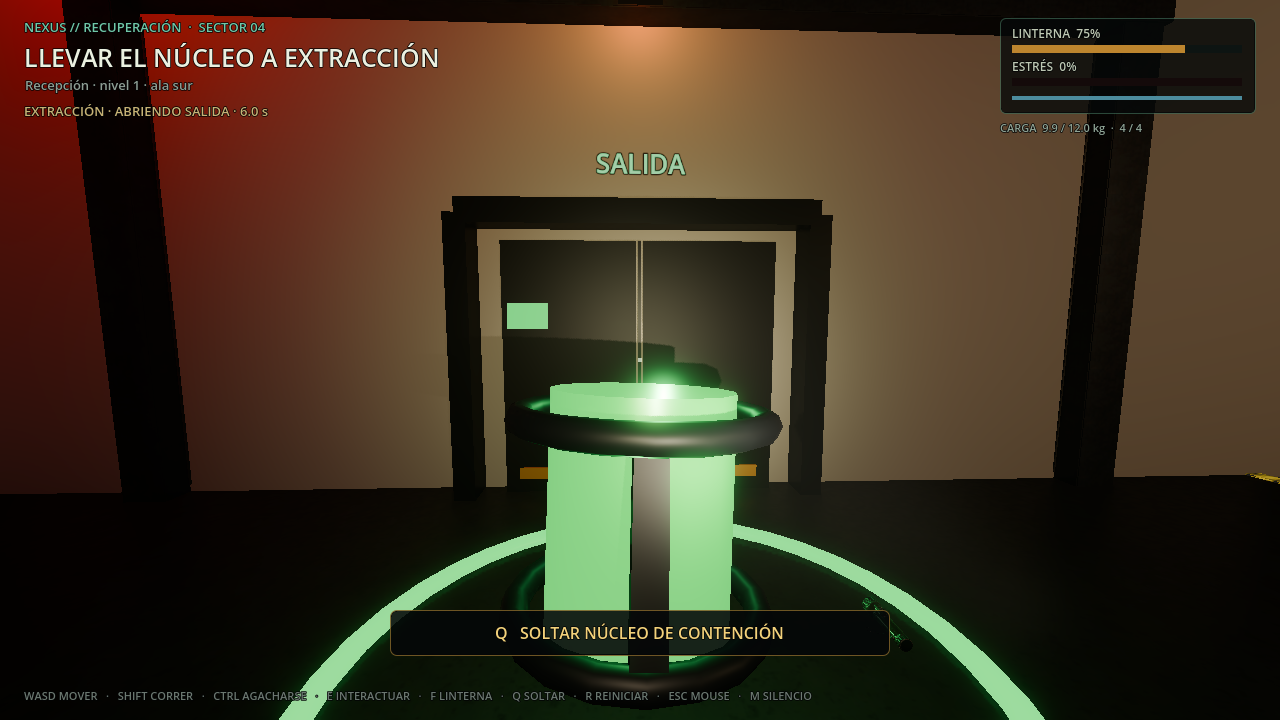 NEXUS // RECUPERACIÓN · SECTOR 04
LLEVAR EL NÚCLEO A EXTRACCIÓN
Recepción · nivel 1 · ala sur
EXTRACCIÓN · ABRIENDO SALIDA · 6.0 s
LINTERNA 75%
ESTRÉS 0%
CARGA 9.9 / 12.0 kg · 4 / 4
SALIDA
Q SOLTAR NÚCLEO DE CONTENCIÓN
WASD MOVER · SHIFT CORRER · CTRL AGACHARSE · E INTERACTUAR · F LINTERNA · Q SOLTAR · R REINICIAR · ESC MOUSE · M SILENCIO